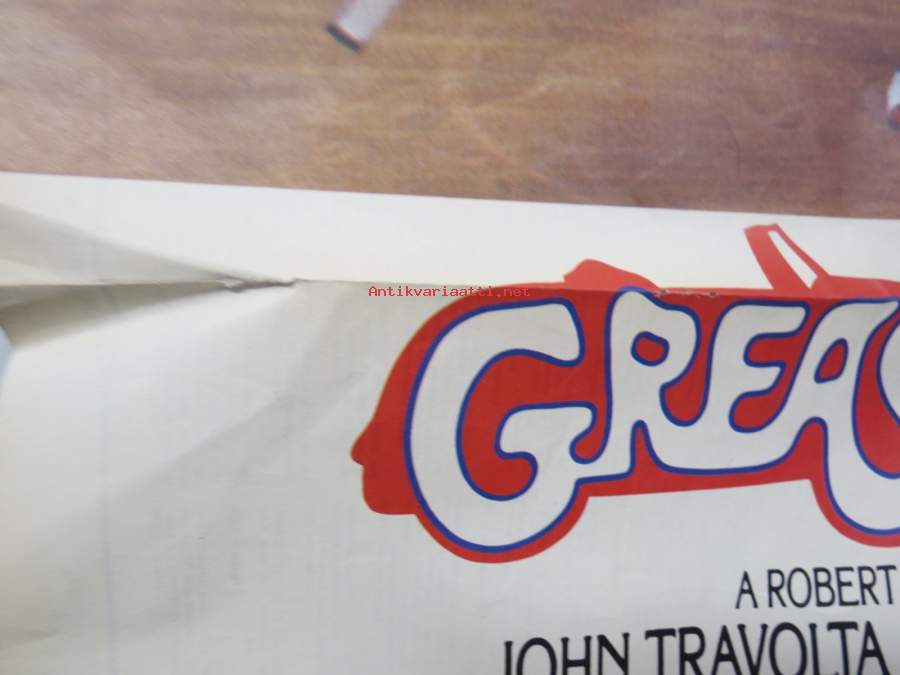 Antikvariaatti.net
GREA
A ROBERT
JOHN TRAVOLTA